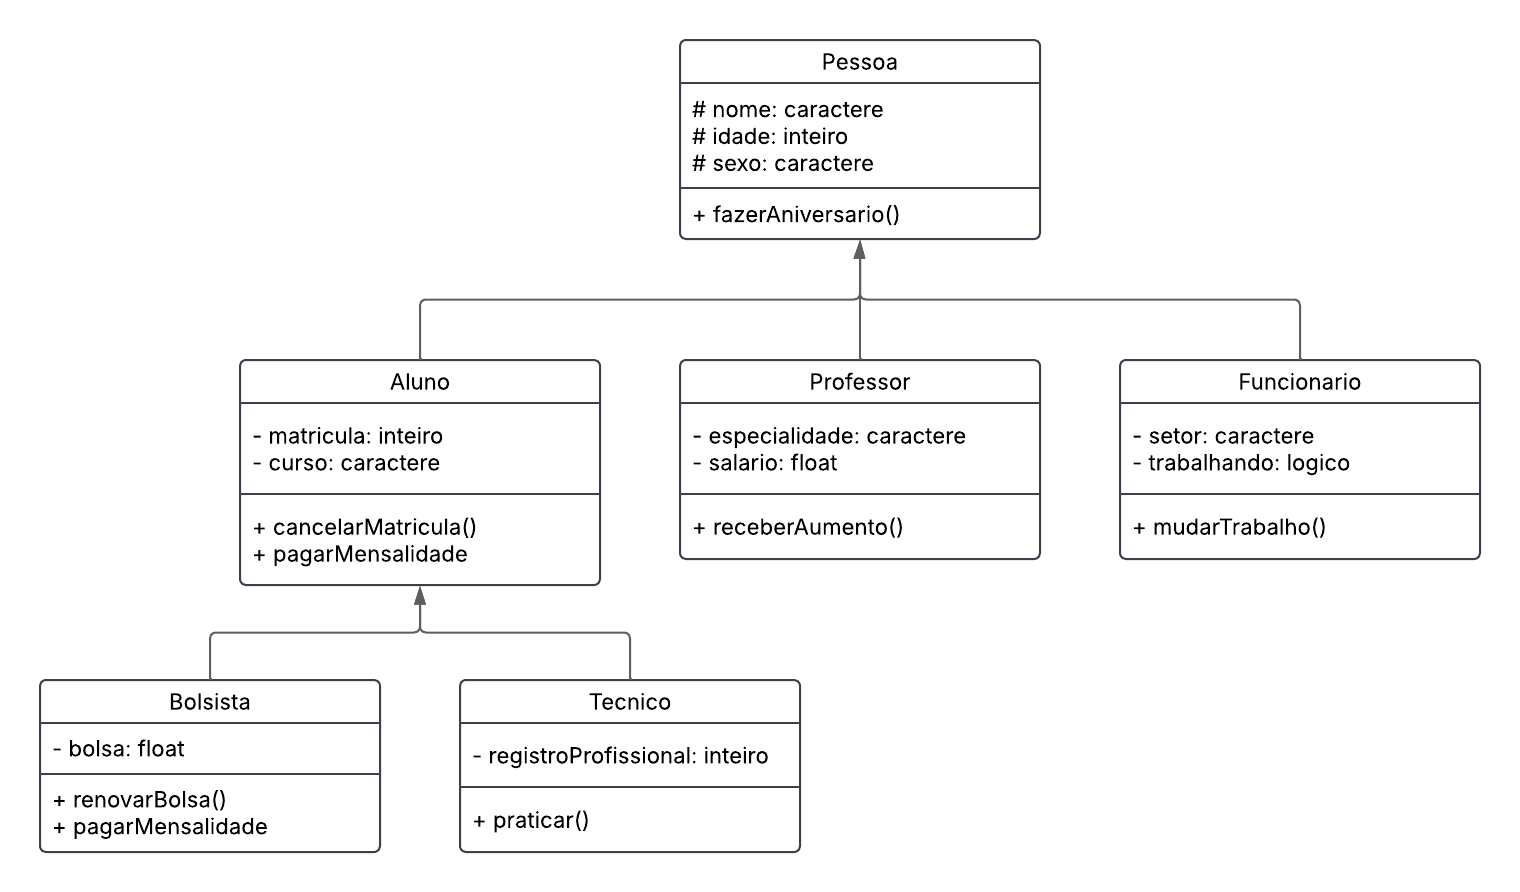 Pessoa
# nome: caractere
# idade: inteiro
# sexo: caractere
+ fazerAniversario()
Aluno
- matricula: inteiro
- curso: caractere
+ cancelarMatricula()
+ pagarMensalidade
Professor
- especialidade: caractere
- salario: float
+ receberAumento()
Funcionario
- setor: caractere
- trabalhando: logico
+ mudarTrabalho()
Bolsista
- bolsa: float
+ renovarBolsa()
+ pagarMensalidade
Tecnico
- registroProfissional: inteiro
+ praticar()